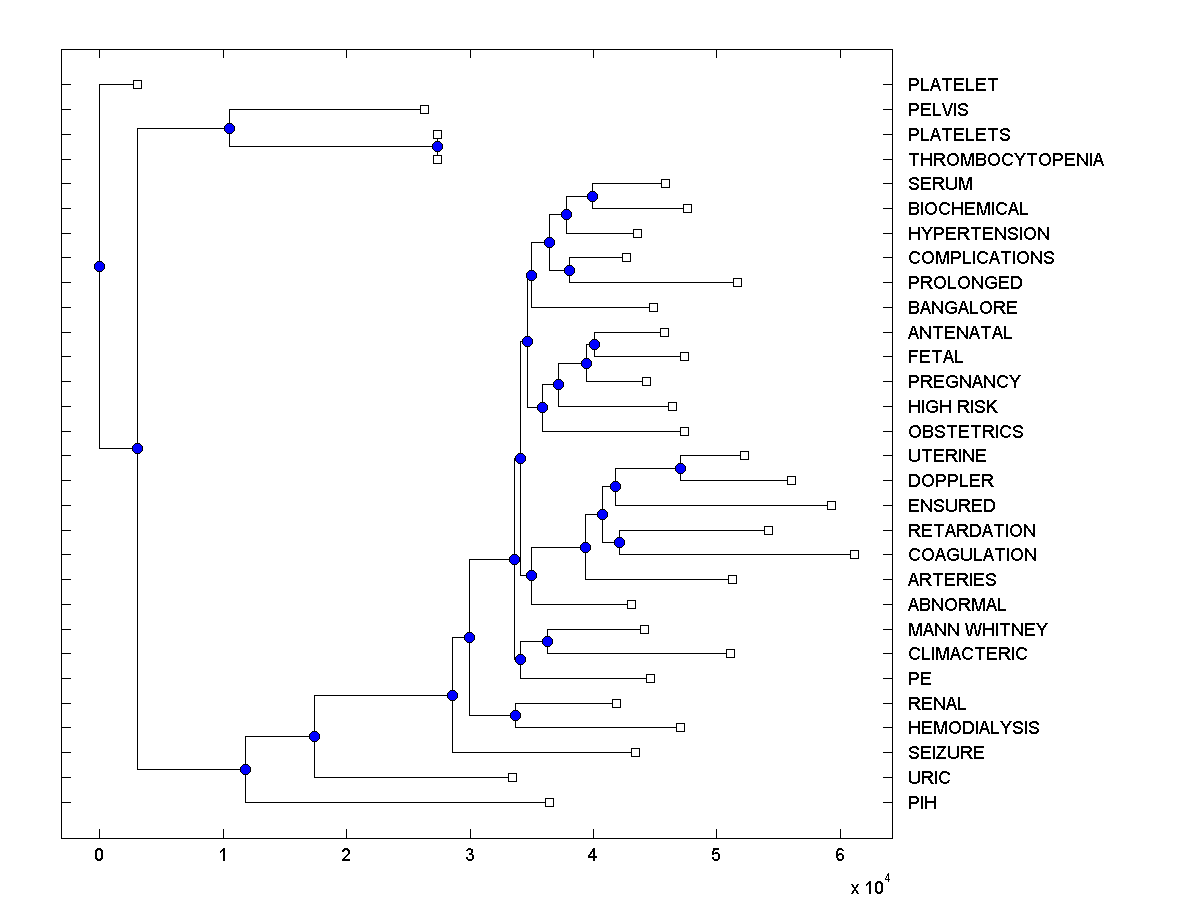 PLATELET
PELVIS
PLATELETS
THROMBOCYTOPENIA
SERUM
BIOCHEMICAL
HYPERTENSION
COMPLICATIONS
PROLONGED
BANGALORE
ANTENATAL
FETAL
PREGNANCY
HIGH RISK
OBSTETRICS
UTERINE
DOPPLER
ENSURED
RETARDATION
COAGULATION
ARTERIES
ABNORMAL
MANN WHITNEY
CLIMACTERIC
PE
RENAL
HEMODIALYSIS
SEIZURE
URIC
PIH
0 1 2 3 4 5 6
x 10^4